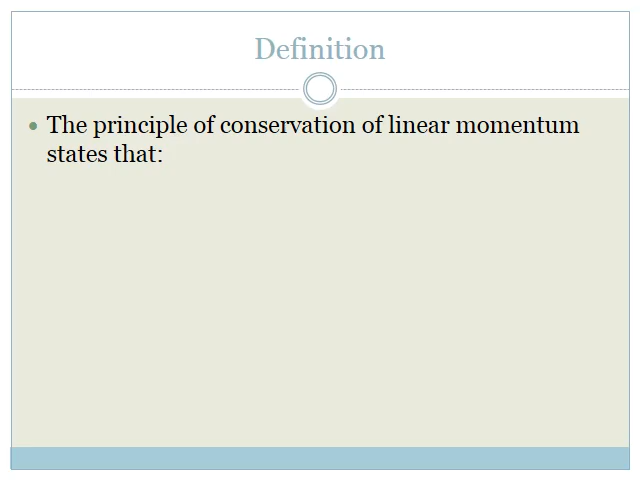 Definition
• The principle of conservation of linear momentum
states that: